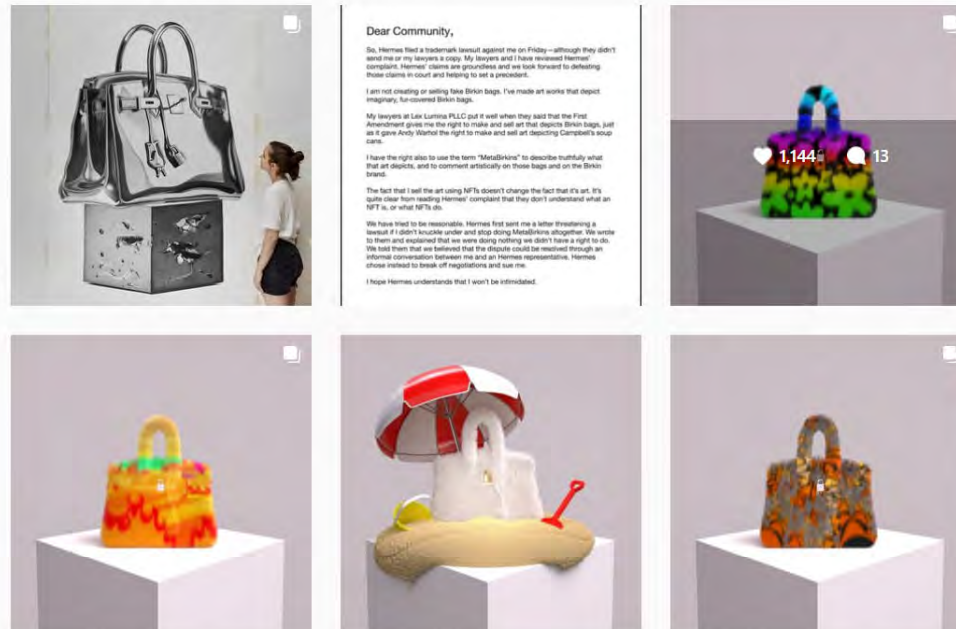 Dear Community,
So, Hermes filed a trademark lawsuit against me on Friday—although they didn't
send me or my lawyers a copy. My lawyers and I have reviewed Hermes'
complaint. Hermes' claims are groundless and we look forward to defeating
those claims in court and helping to set a precedent.
I am not creating or selling fake Birkin bags. I've made art works that depict
imaginary, fur-covered Birkin bags.
My lawyers at Lex Lumina PLLC put it well when they said that the First
Amendment gives me the right to make and sell art that depicts Birkin bags, just
as it gave Andy Warhol the right to make and sell art depicting Campbell's soup
cans.
I have the right also to use the term "MetaBirkins" to describe truthfully what
that art depicts, and to comment artistically on those bags and on the Birkin
brand.
The fact that I sell the art using NFTs doesn't change the fact that it's art. It's
quite clear from reading Hermes' complaint that they don't understand what an
NFT is, or what NFTs do.
We have tried to be reasonable. Hermes first sent me a letter threatening a
lawsuit if I didn't knuckle under and stop doing MetaBirkins altogether. We wrote
to them and explained that we were doing nothing we didn't have a right to do.
We told them that we believed that the dispute could be resolved through an
informal conversation between me and an Hermes representative. Hermes
chose instead to break off negotiations and sue me.
I hope Hermes understands that I won't be intimidated.
1,144 13